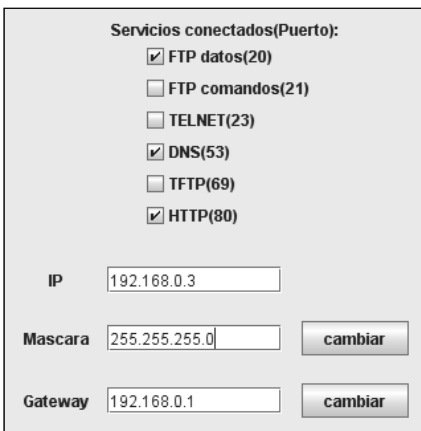 Servicios conectados(Puerto):
FTP datos(20)
FTP comandos(21)
TELNET(23)
DNS(53)
TFTP(69)
HTTP(80)
IP 192.168.0.3
Mascara 255.255.255.0 cambiar
Gateway 192.168.0.1 cambiar